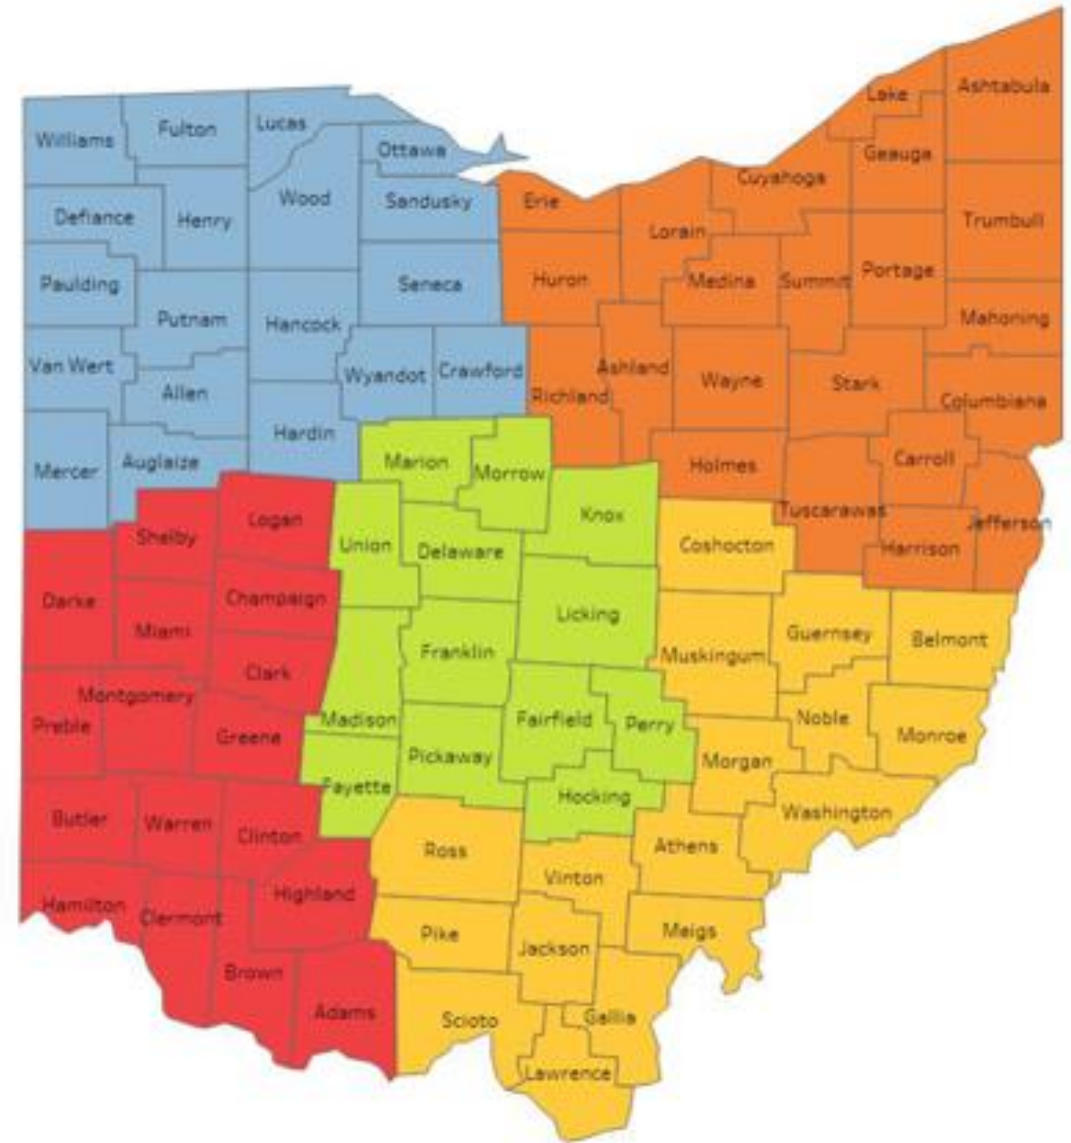 Ashtabula
Lake
Lucas
Fulton
Williams
Ottawa
Geauga
Cuyahoga
Wood
Sandusky
Erie
Defiance
Henry
Trumbull
Lorain
Portage
Huron
Medina
Summit
Paulding
Seneca
Putnam
Hancock
Mahoning
Van Wert
Wyandot
Crawford
Ashland
Wayne
Stark
Allen
Richland
Columbiana
Hardin
Carroll
Auglaize
Mercer
Marion
Morrow
Holmes
Tuscarawas
Knox
Logan
Jefferson
Shelby
Union
Delaware
Coshocton
Harrison
Darke
Champaign
Licking
Miami
Guernsey
Belmont
Franklin
Muskingum
Clark
Montgomery
Preble
Madison
Fairfield
Perry
Noble
Greene
Monroe
Pickaway
Morgan
Fayette
Hocking
Washington
Butler
Warren
Clinton
Ross
Athens
Vinton
Highland
Hamilton
Clermont
Pike
Meigs
Jackson
Brown
Adams
Scioto
Gallia
Lawrence